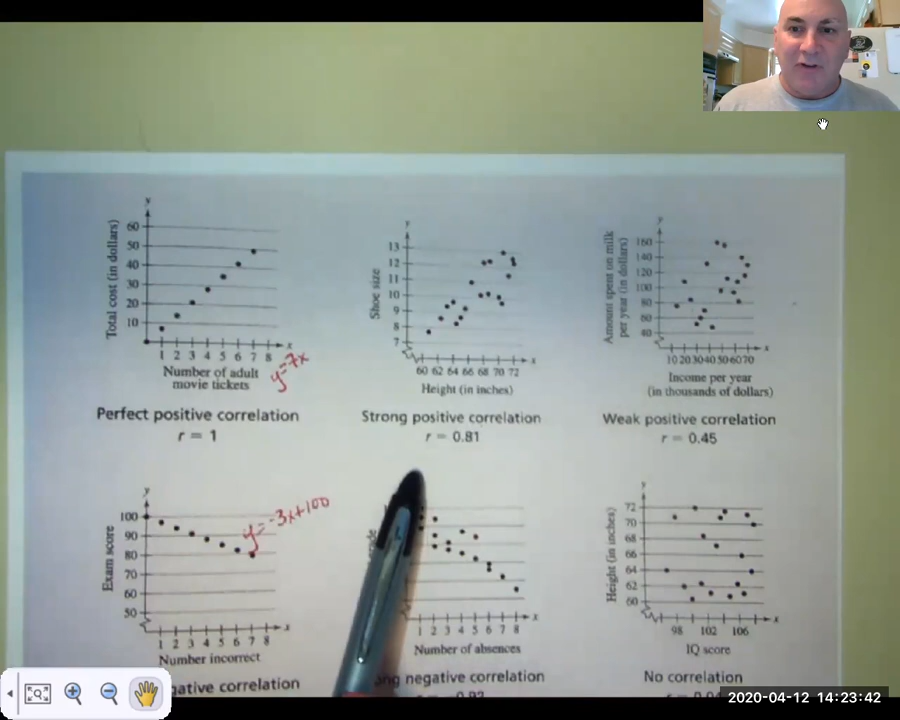 y
60
50
40
30
20
10
Total cost (in dollars)
1 2 3 4 5 6 7 8
x
Number of adult
movie tickets
y=7x
Perfect positive correlation
r = 1
y
13
12
11
10
9
8
7
Shoe size
60 62 64 66 68 70 72
x
Height (in inches)
Strong positive correlation
r = 0.81
y
160
140
120
100
80
60
40
Amount spent on milk
per year (in dollars)
10 20 30 40 50 60 70
x
Income per year
(in thousands of dollars)
Weak positive correlation
r = 0.45
y
100
90
80
70
60
50
Exam score
y=-3x+100
1 2 3 4 5 6 7 8
x
Number incorrect
gative correlation
1 2 3 4 5 6 7 8
x
Number of absences
ng negative correlation
y
72
70
68
66
64
62
60
Height (in inches)
98 102 106
x
IQ score
No correlation
2020-04-12 14:23:42